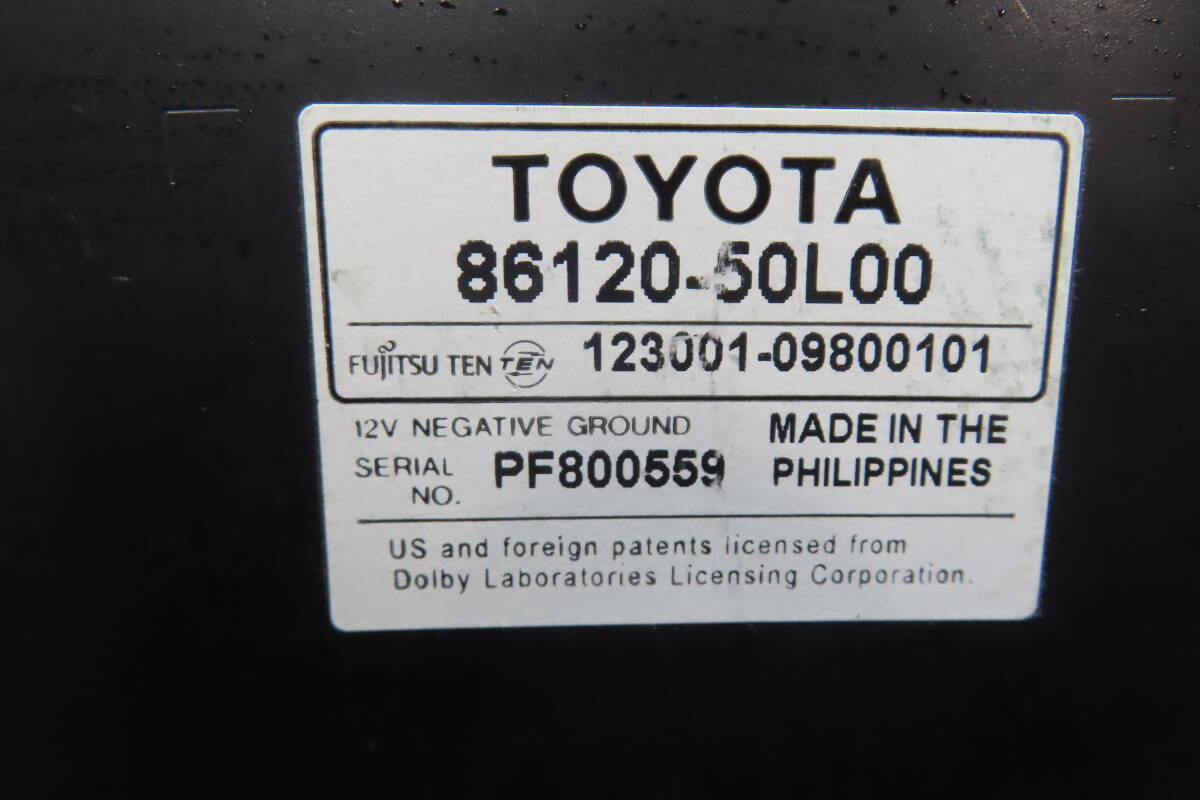 TOYOTA
86120-50L00
FUJITSU TEN TEN 123001-09800101
12V NEGATIVE GROUND
SERIAL NO. PF800559
MADE IN THE
PHILIPPINES
US and foreign patents licensed from
Dolby Laboratories Licensing Corporation.